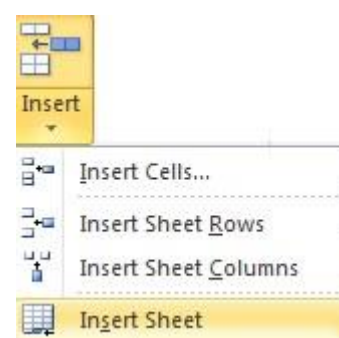 Insert
Insert Cells...
Insert Sheet Rows
Insert Sheet Columns
Insert Sheet